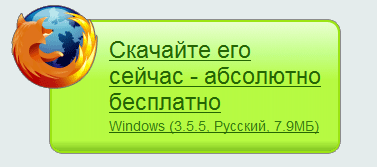 Скачайте его
сейчас - абсолютно
бесплатно
Windows (3.5.5, Русский, 7.9МБ)